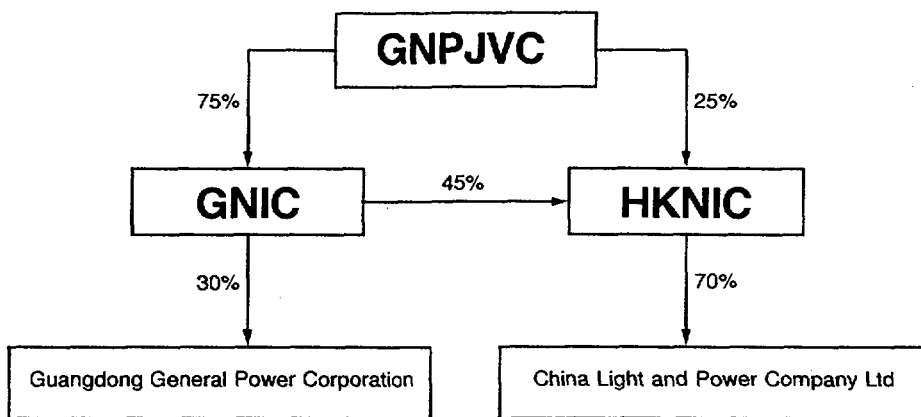 GNPJVC
75%
25%
GNIC
45%
HKNIC
30%
70%
Guangdong General Power Corporation
China Light and Power Company Ltd